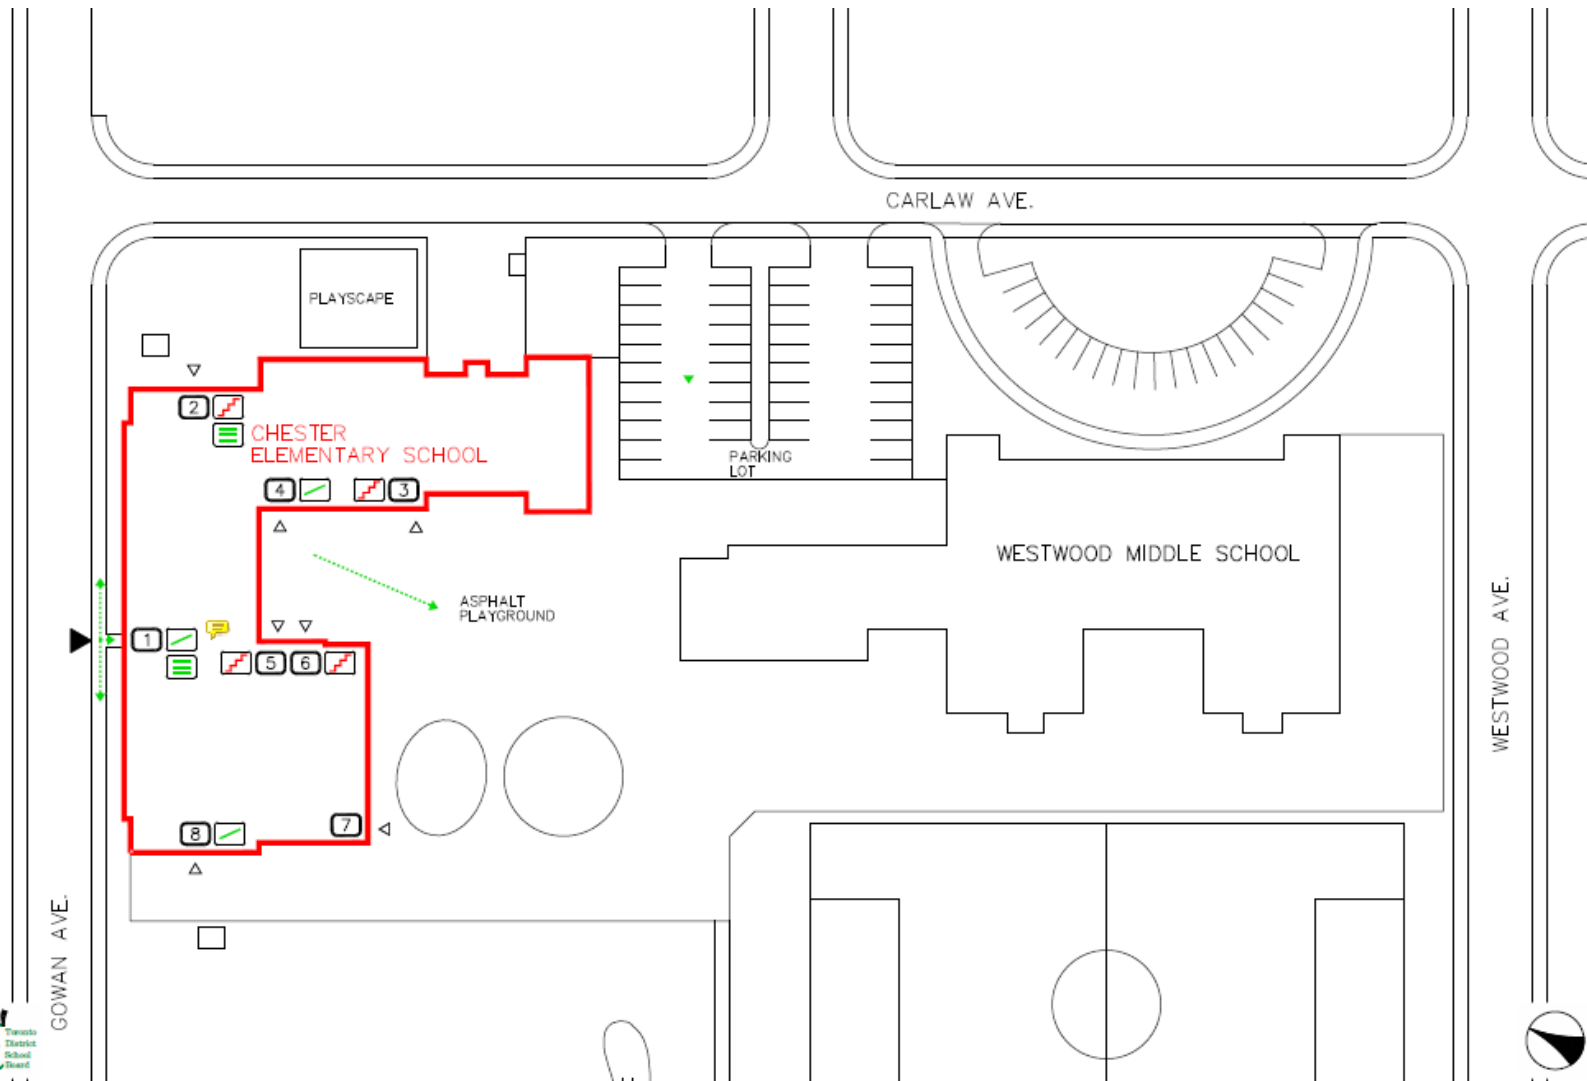 CARLAW AVE.
PLAYSCAPE
2
CHESTER
ELEMENTARY SCHOOL
PARKING
LOT
4
3
WESTWOOD MIDDLE SCHOOL
ASPHALT
PLAYGROUND
1
5
6
WESTWOOD AVE.
8
7
GOWAN AVE.
Toronto
District
School
Board